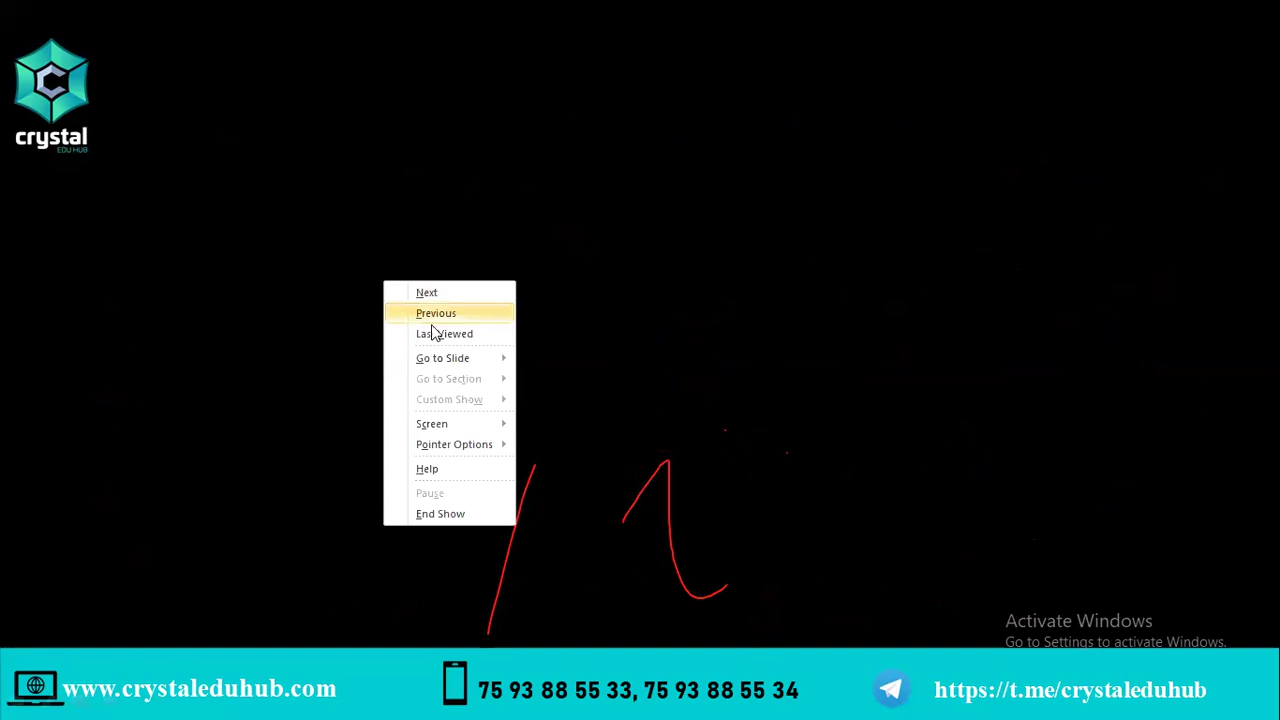 crystal
EDU HUB
Next
Previous
Last Viewed
Go to Slide
Go to Section
Custom Show
Screen
Pointer Options
Help
Pause
End Show
Activate Windows
Go to Settings to activate Windows.
www.crystaleduhub.com
75 93 88 55 33, 75 93 88 55 34
https://t.me/crystaleduhub